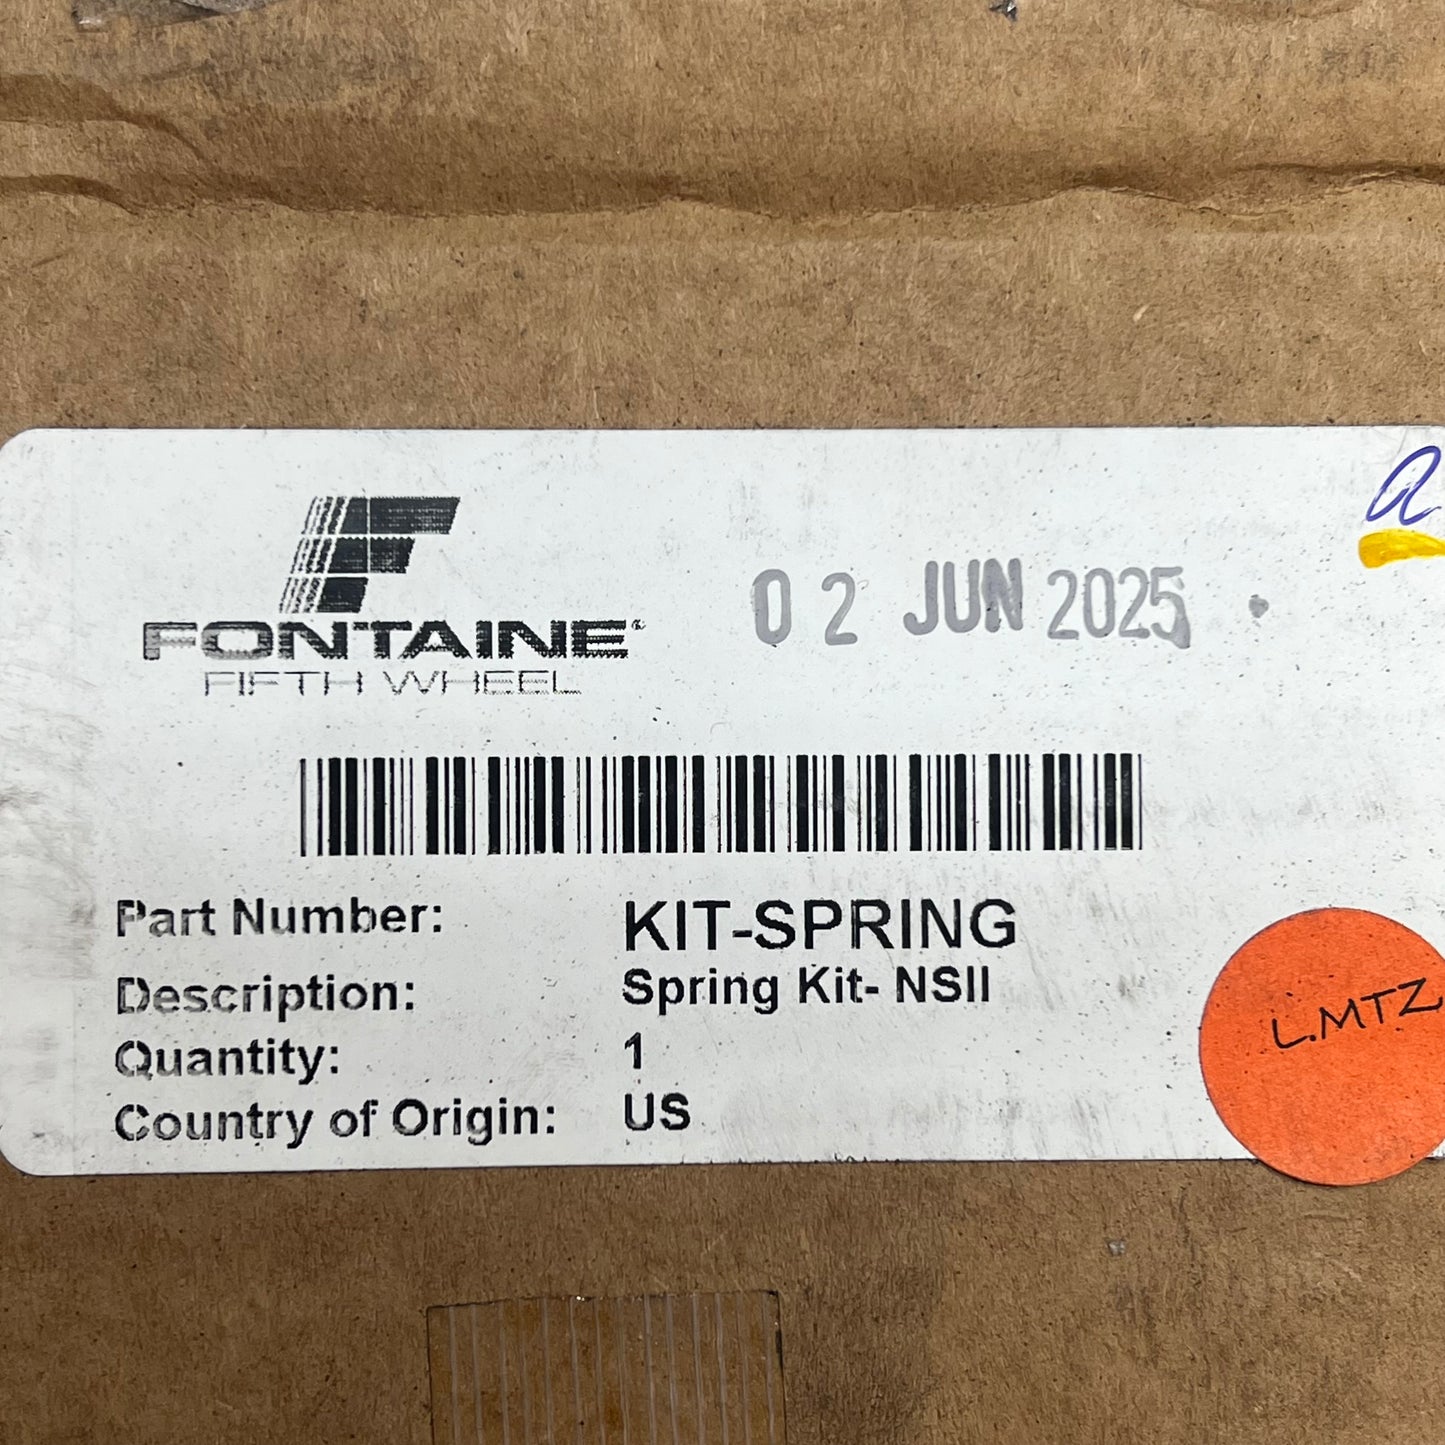 a
02 JUN 2025
FONTAINE
FIFTH WHEEL
Part Number: KIT-SPRING
Description: Spring Kit- NSII
Quantity: 1
Country of Origin: US
L.MTZ